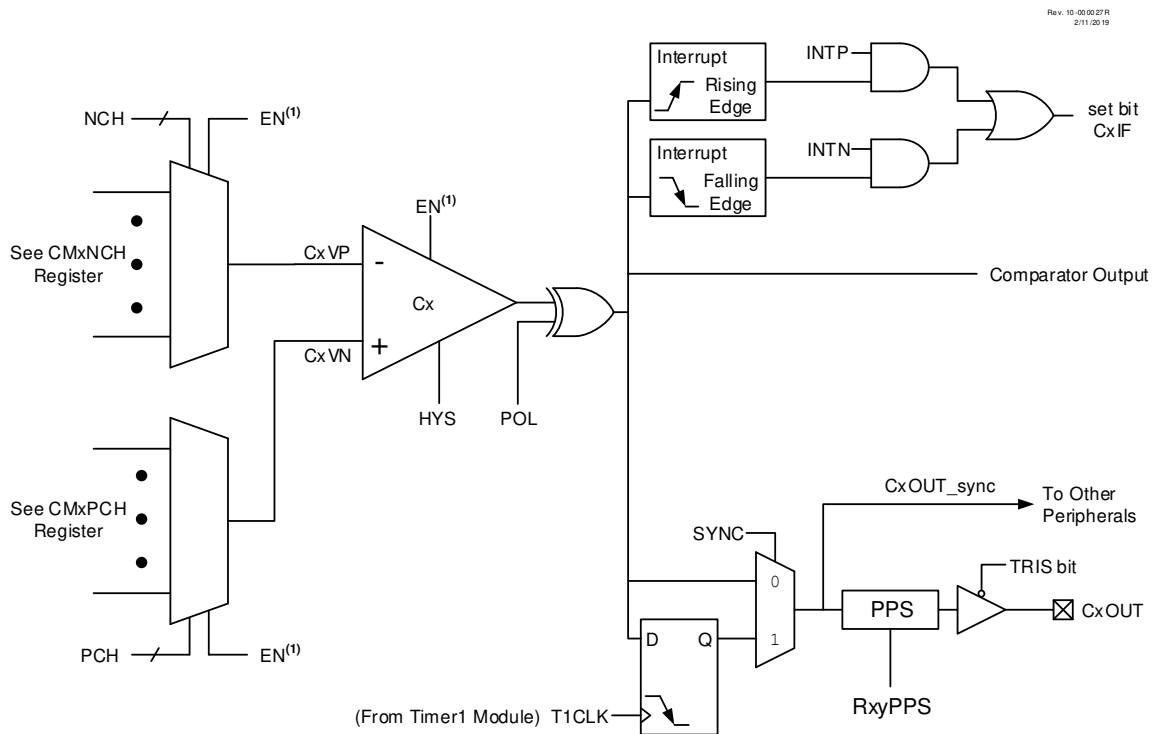 Rev. 10-000027R
2/11/2019
NCH
EN(1)
See CMxNCH
Register
CxVP
-
EN(1)
Cx
+
CxVN
HYS
POL
See CMxPCH
Register
PCH
EN(1)
Interrupt
Rising
Edge
INTP
Interrupt
Falling
Edge
INTN
set bit
CxIF
Comparator Output
CxOUT_sync
To Other
Peripherals
SYNC
0
1
TRIS bit
PPS
CxOUT
RxyPPS
D
Q
(From Timer1 Module) T1CLK